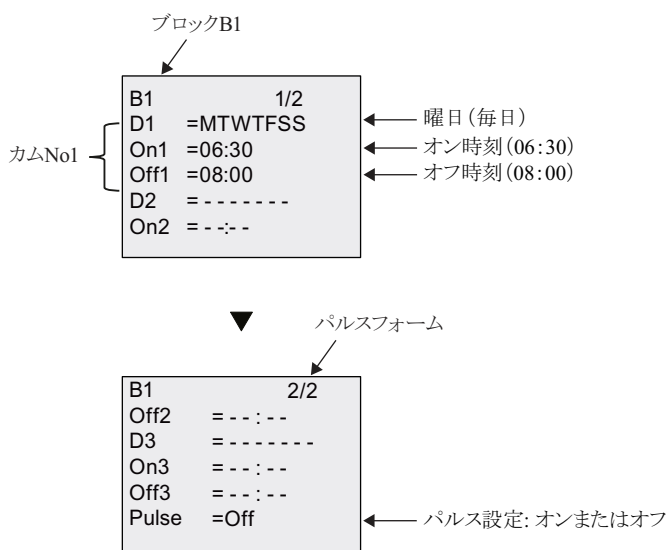 ブロックB1
B1 1/2
D1 =MTWTFSS
On1 =06:30
Off1 =08:00
D2 =-------
On2 =--:--
カムNo1
曜日(毎日)
オン時刻(06:30)
オフ時刻(08:00)
パルスフォーム
B1 2/2
Off2 =--:--
D3 =-------
On3 =--:--
Off3 =--:--
Pulse =Off
パルス設定: オンまたはオフ